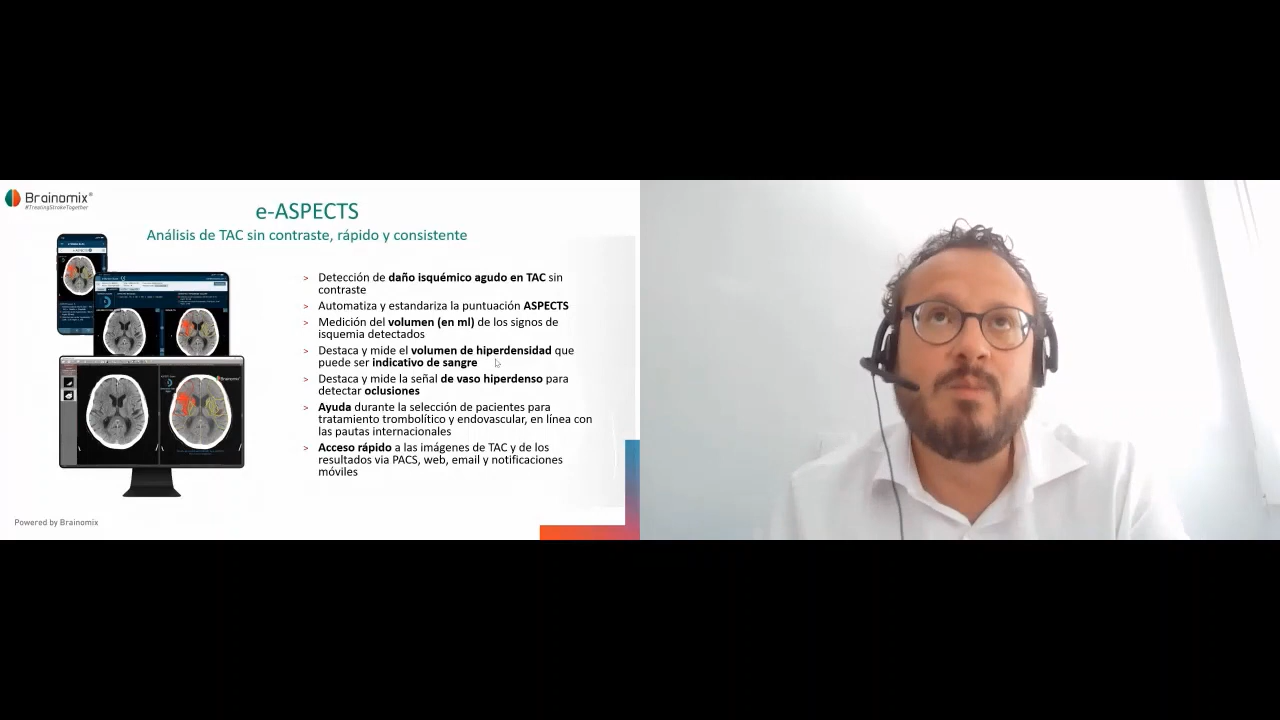 Brainomix®
#TreatingStrokeTogether
e-ASPECTS
Análisis de TAC sin contraste, rápido y consistente
> Detección de daño isquémico agudo en TAC sin
contraste
> Automatiza y estandariza la puntuación ASPECTS
> Medición del volumen (en ml) de los signos de
isquemia detectados
> Destaca y mide el volumen de hiperdensidad que
puede ser indicativo de sangre
> Destaca y mide la señal de vaso hiperdenso para
detectar oclusiones
> Ayuda durante la selección de pacientes para
tratamiento trombolítico y endovascular, en línea con
las pautas internacionales
> Acceso rápido a las imágenes de TAC y de los
resultados via PACS, web, email y notificaciones
móviles
Brainomix
Powered by Brainomix